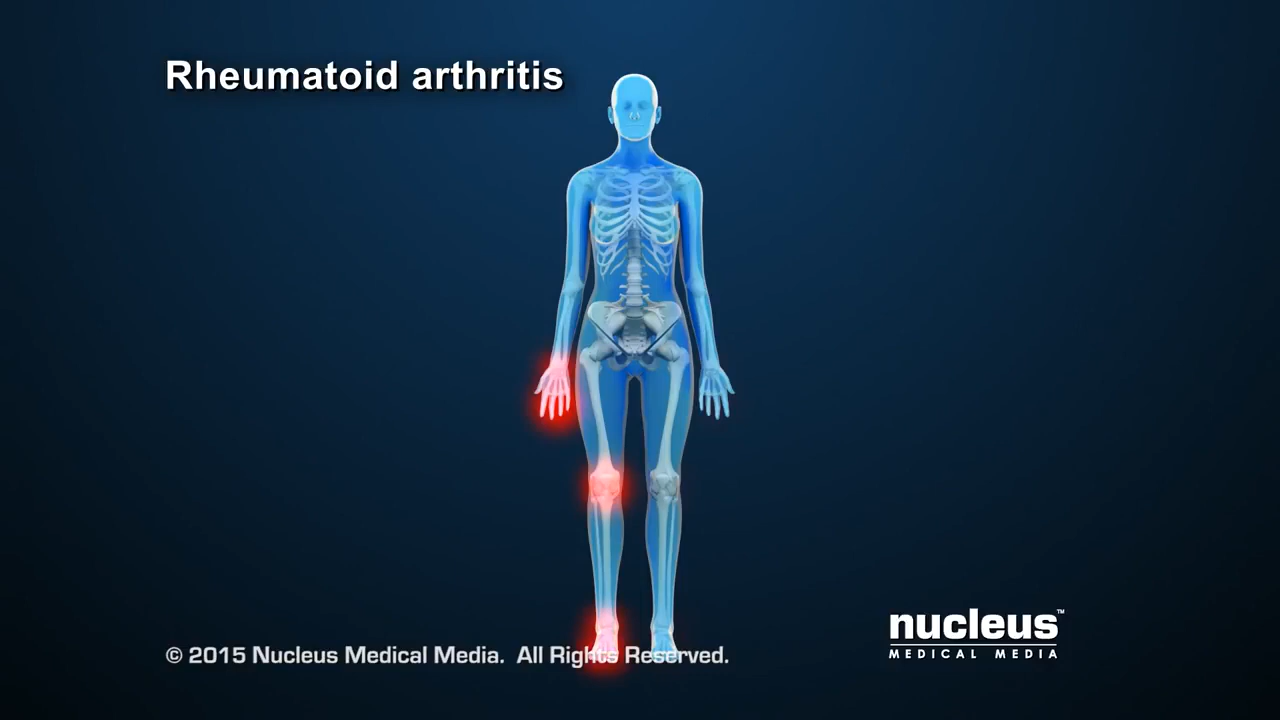 Rheumatoid arthritis
nucleus™
MEDICAL MEDIA
© 2015 Nucleus Medical Media. All Rights Reserved.